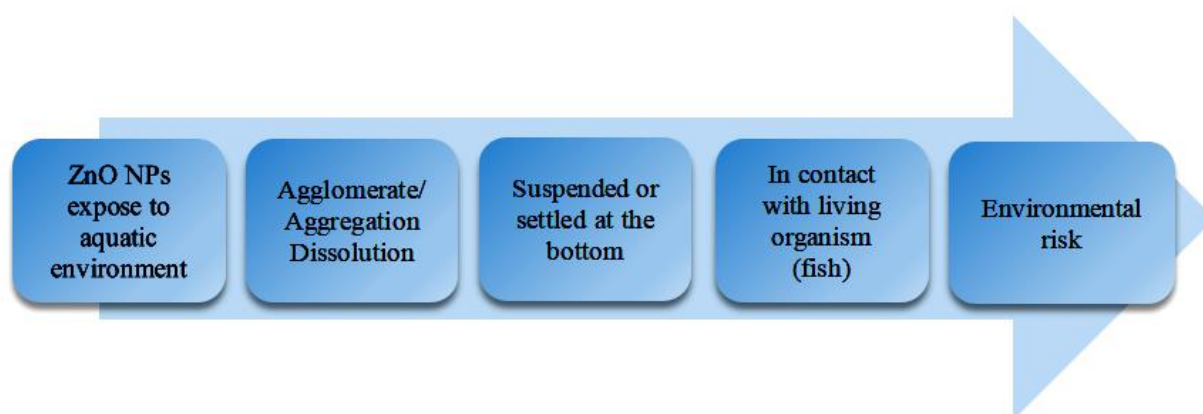 ZnO NPs
expose to
aquatic
environment
Agglomerate/
Aggregation
Dissolution
Suspended or
settled at the
bottom
In contact
with living
organism
(fish)
Environmental
risk